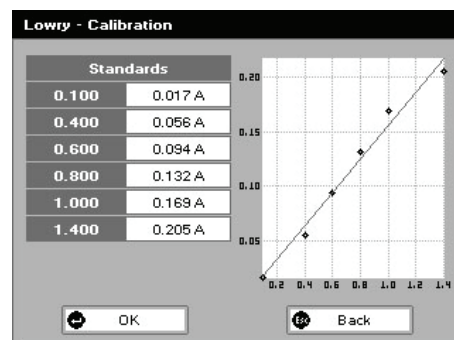 Lowry - Calibration
Standards
0.100 0.017 A
0.400 0.056 A
0.600 0.094 A
0.800 0.132 A
1.000 0.169 A
1.400 0.205 A
0.20
0.15
0.10
0.05
0.2 0.4 0.6 0.8 1.0 1.2 1.4
OK
Esc Back